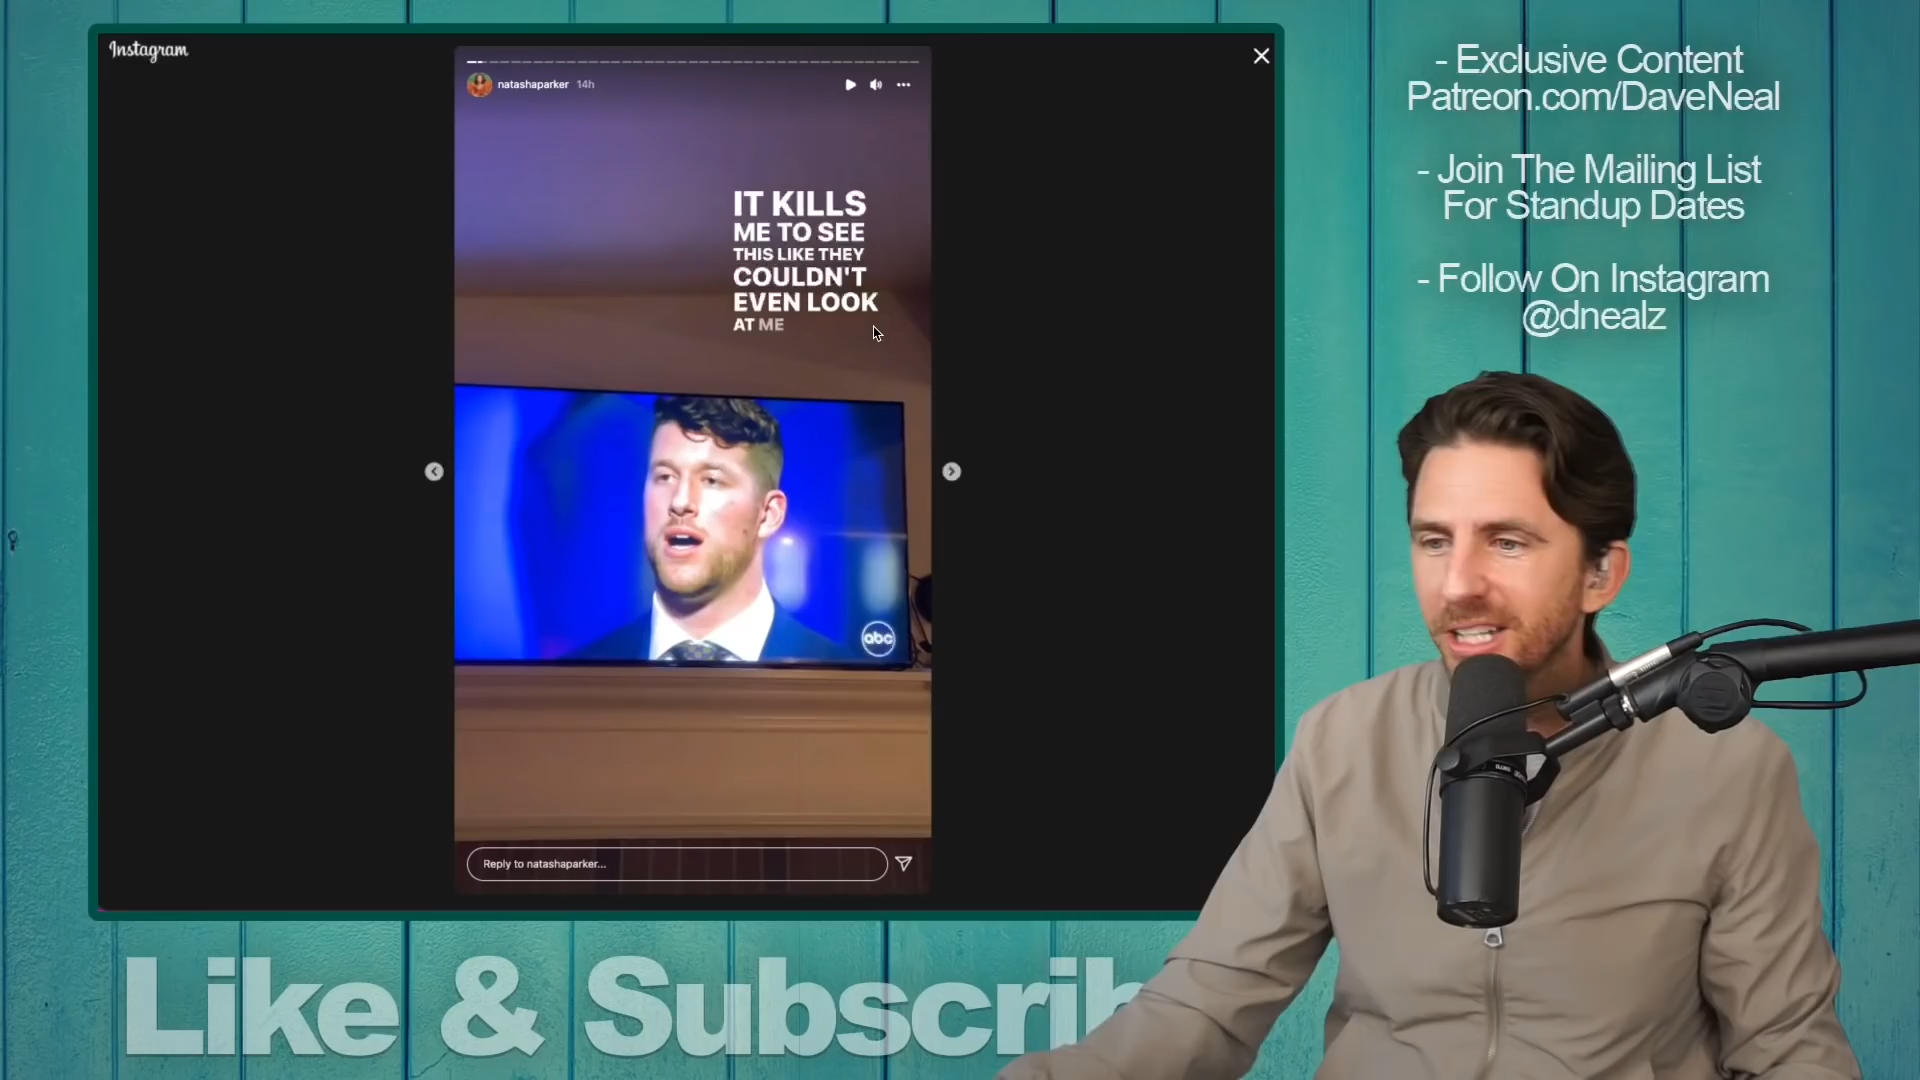 Instagram
natashaparker 14h
IT KILLS
ME TO SEE
THIS LIKE THEY
COULDN'T
EVEN LOOK
AT ME
abc
Reply to natashaparker...
- Exclusive Content
Patreon.com/DaveNeal
- Join The Mailing List
For Standup Dates
- Follow On Instagram
@dnealz
Like & Subscrib